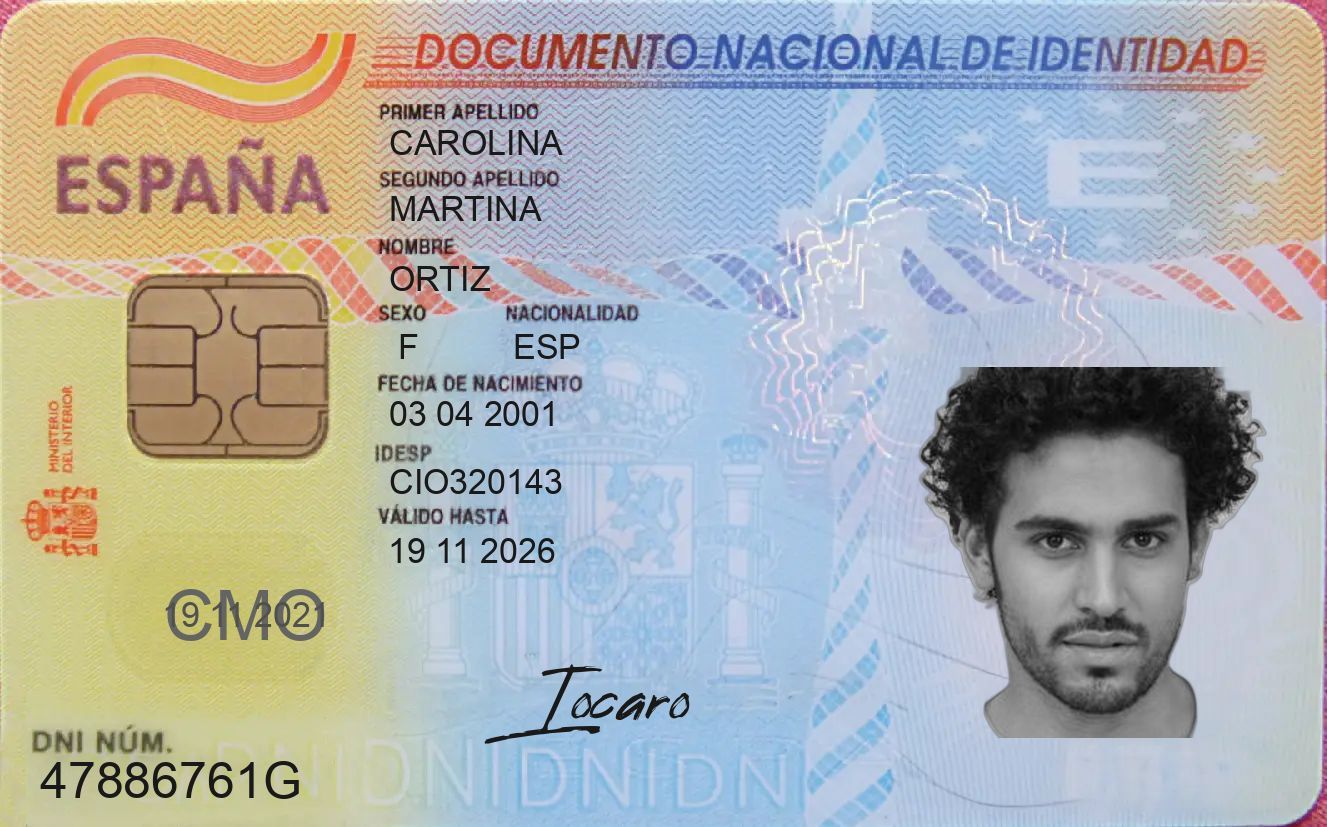 DOCUMENTO NACIONAL DE IDENTIDAD
ESPAÑA
PRIMER APELLIDO
CAROLINA
SEGUNDO APELLIDO
MARTINA
NOMBRE
ORTIZ
SEXO NACIONALIDAD
F ESP
FECHA DE NACIMIENTO
03 04 2001
IDESP
CIO320143
VÁLIDO HASTA
19 11 2026
MINISTERIO
DEL INTERIOR
19 11 2021
CMO
Iocaro
DNI NÚM.
47886761G
E
DNIDNIDNIDNIDN